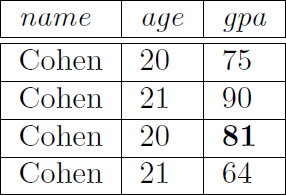 name age gpa
Cohen 20 75
Cohen 21 90
Cohen 20 81
Cohen 21 64